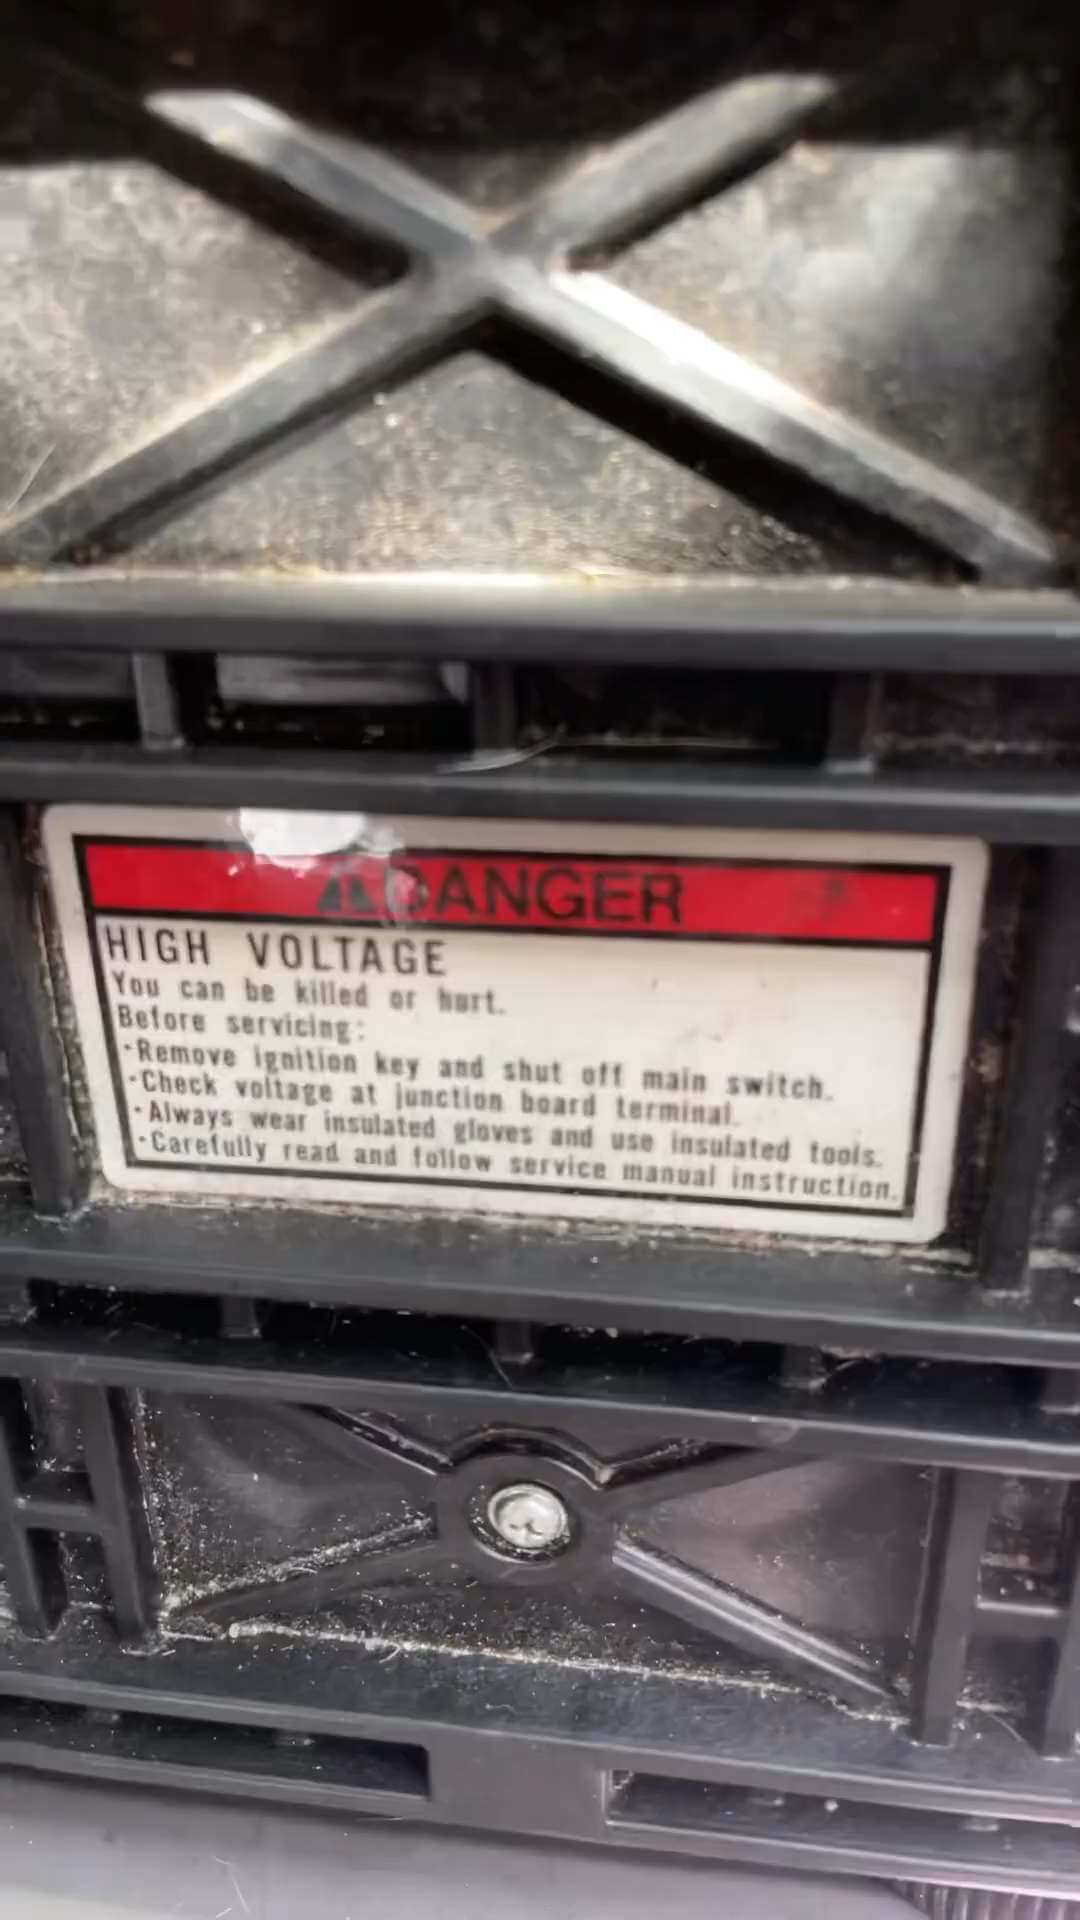 DANGER
HIGH VOLTAGE
You can be killed or hurt.
Before servicing:
·Remove ignition key and shut off main switch.
·Check voltage at junction board terminal.
·Always wear insulated gloves and use insulated tools.
·Carefully read and follow service manual instruction.